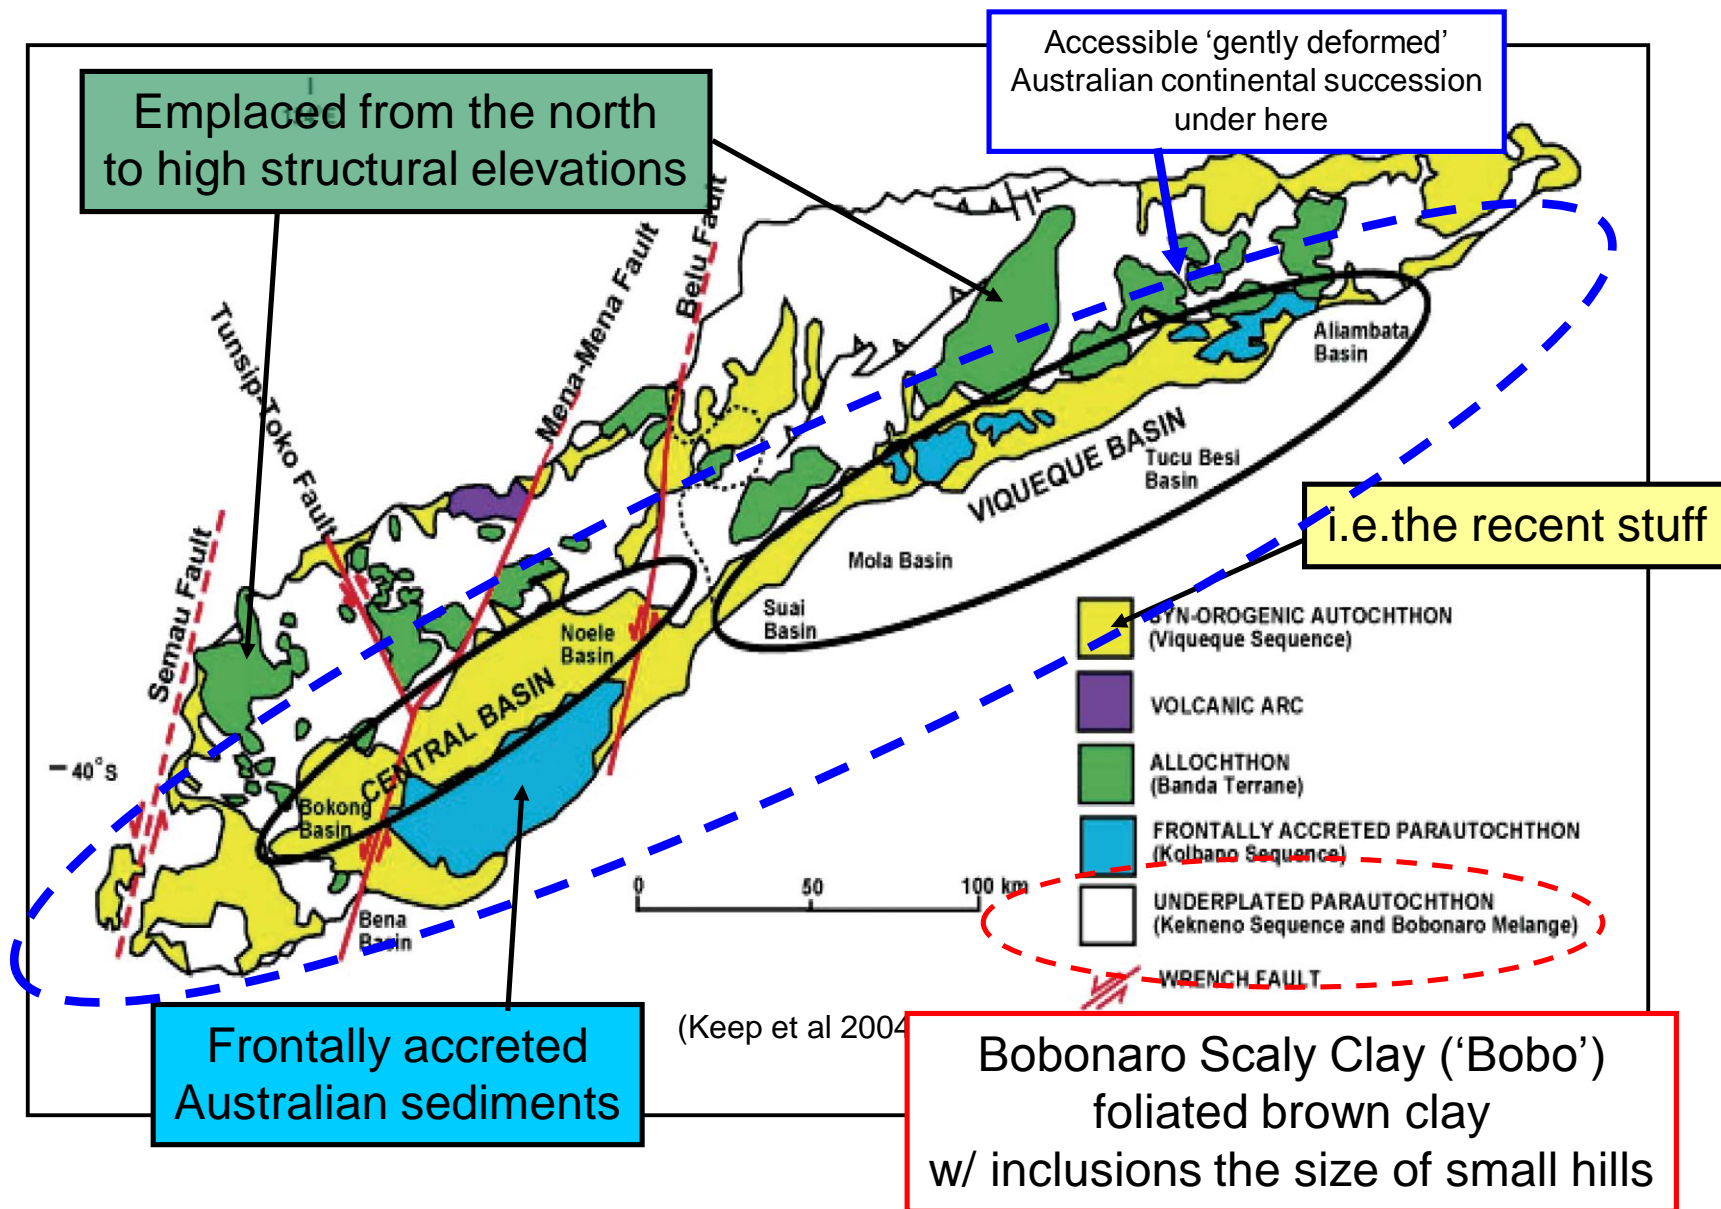 Accessible ‘gently deformed’
Australian continental succession
under here
Emplaced from the north
to high structural elevations
Belu Fault
Mena-Mena Fault
Tunsip-Toko Fault
Semau Fault
Aliambata
Basin
VIQUEQUE BASIN
Tucu Besi
Basin
i.e.the recent stuff
Mola Basin
Suai
Basin
Noele
Basin
CENTRAL BASIN
Bokong
Basin
Bena
Basin
40°S
SYN-OROGENIC AUTOCHTHON
(Viqueque Sequence)
VOLCANIC ARC
ALLOCHTHON
(Banda Terrane)
FRONTALLY ACCRETED PARAUTOCHTHON
(Kolbano Sequence)
UNDERPLATED PARAUTOCHTHON
(Kekneno Sequence and Bobonaro Melange)
WRENCH FAULT
0 50 100 km
(Keep et al 2004
Frontally accreted
Australian sediments
Bobonaro Scaly Clay (‘Bobo’)
foliated brown clay
w/ inclusions the size of small hills